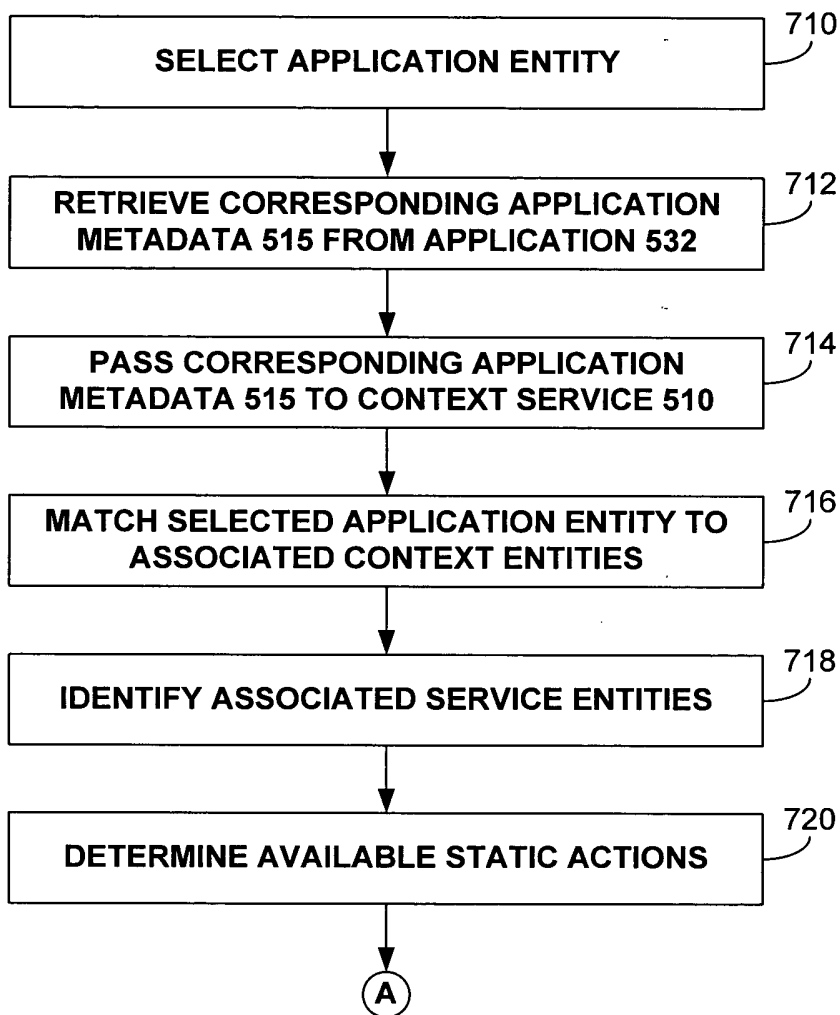 710
SELECT APPLICATION ENTITY
712
RETRIEVE CORRESPONDING APPLICATION
METADATA 515 FROM APPLICATION 532
714
PASS CORRESPONDING APPLICATION
METADATA 515 TO CONTEXT SERVICE 510
716
MATCH SELECTED APPLICATION ENTITY TO
ASSOCIATED CONTEXT ENTITIES
718
IDENTIFY ASSOCIATED SERVICE ENTITIES
720
DETERMINE AVAILABLE STATIC ACTIONS
A